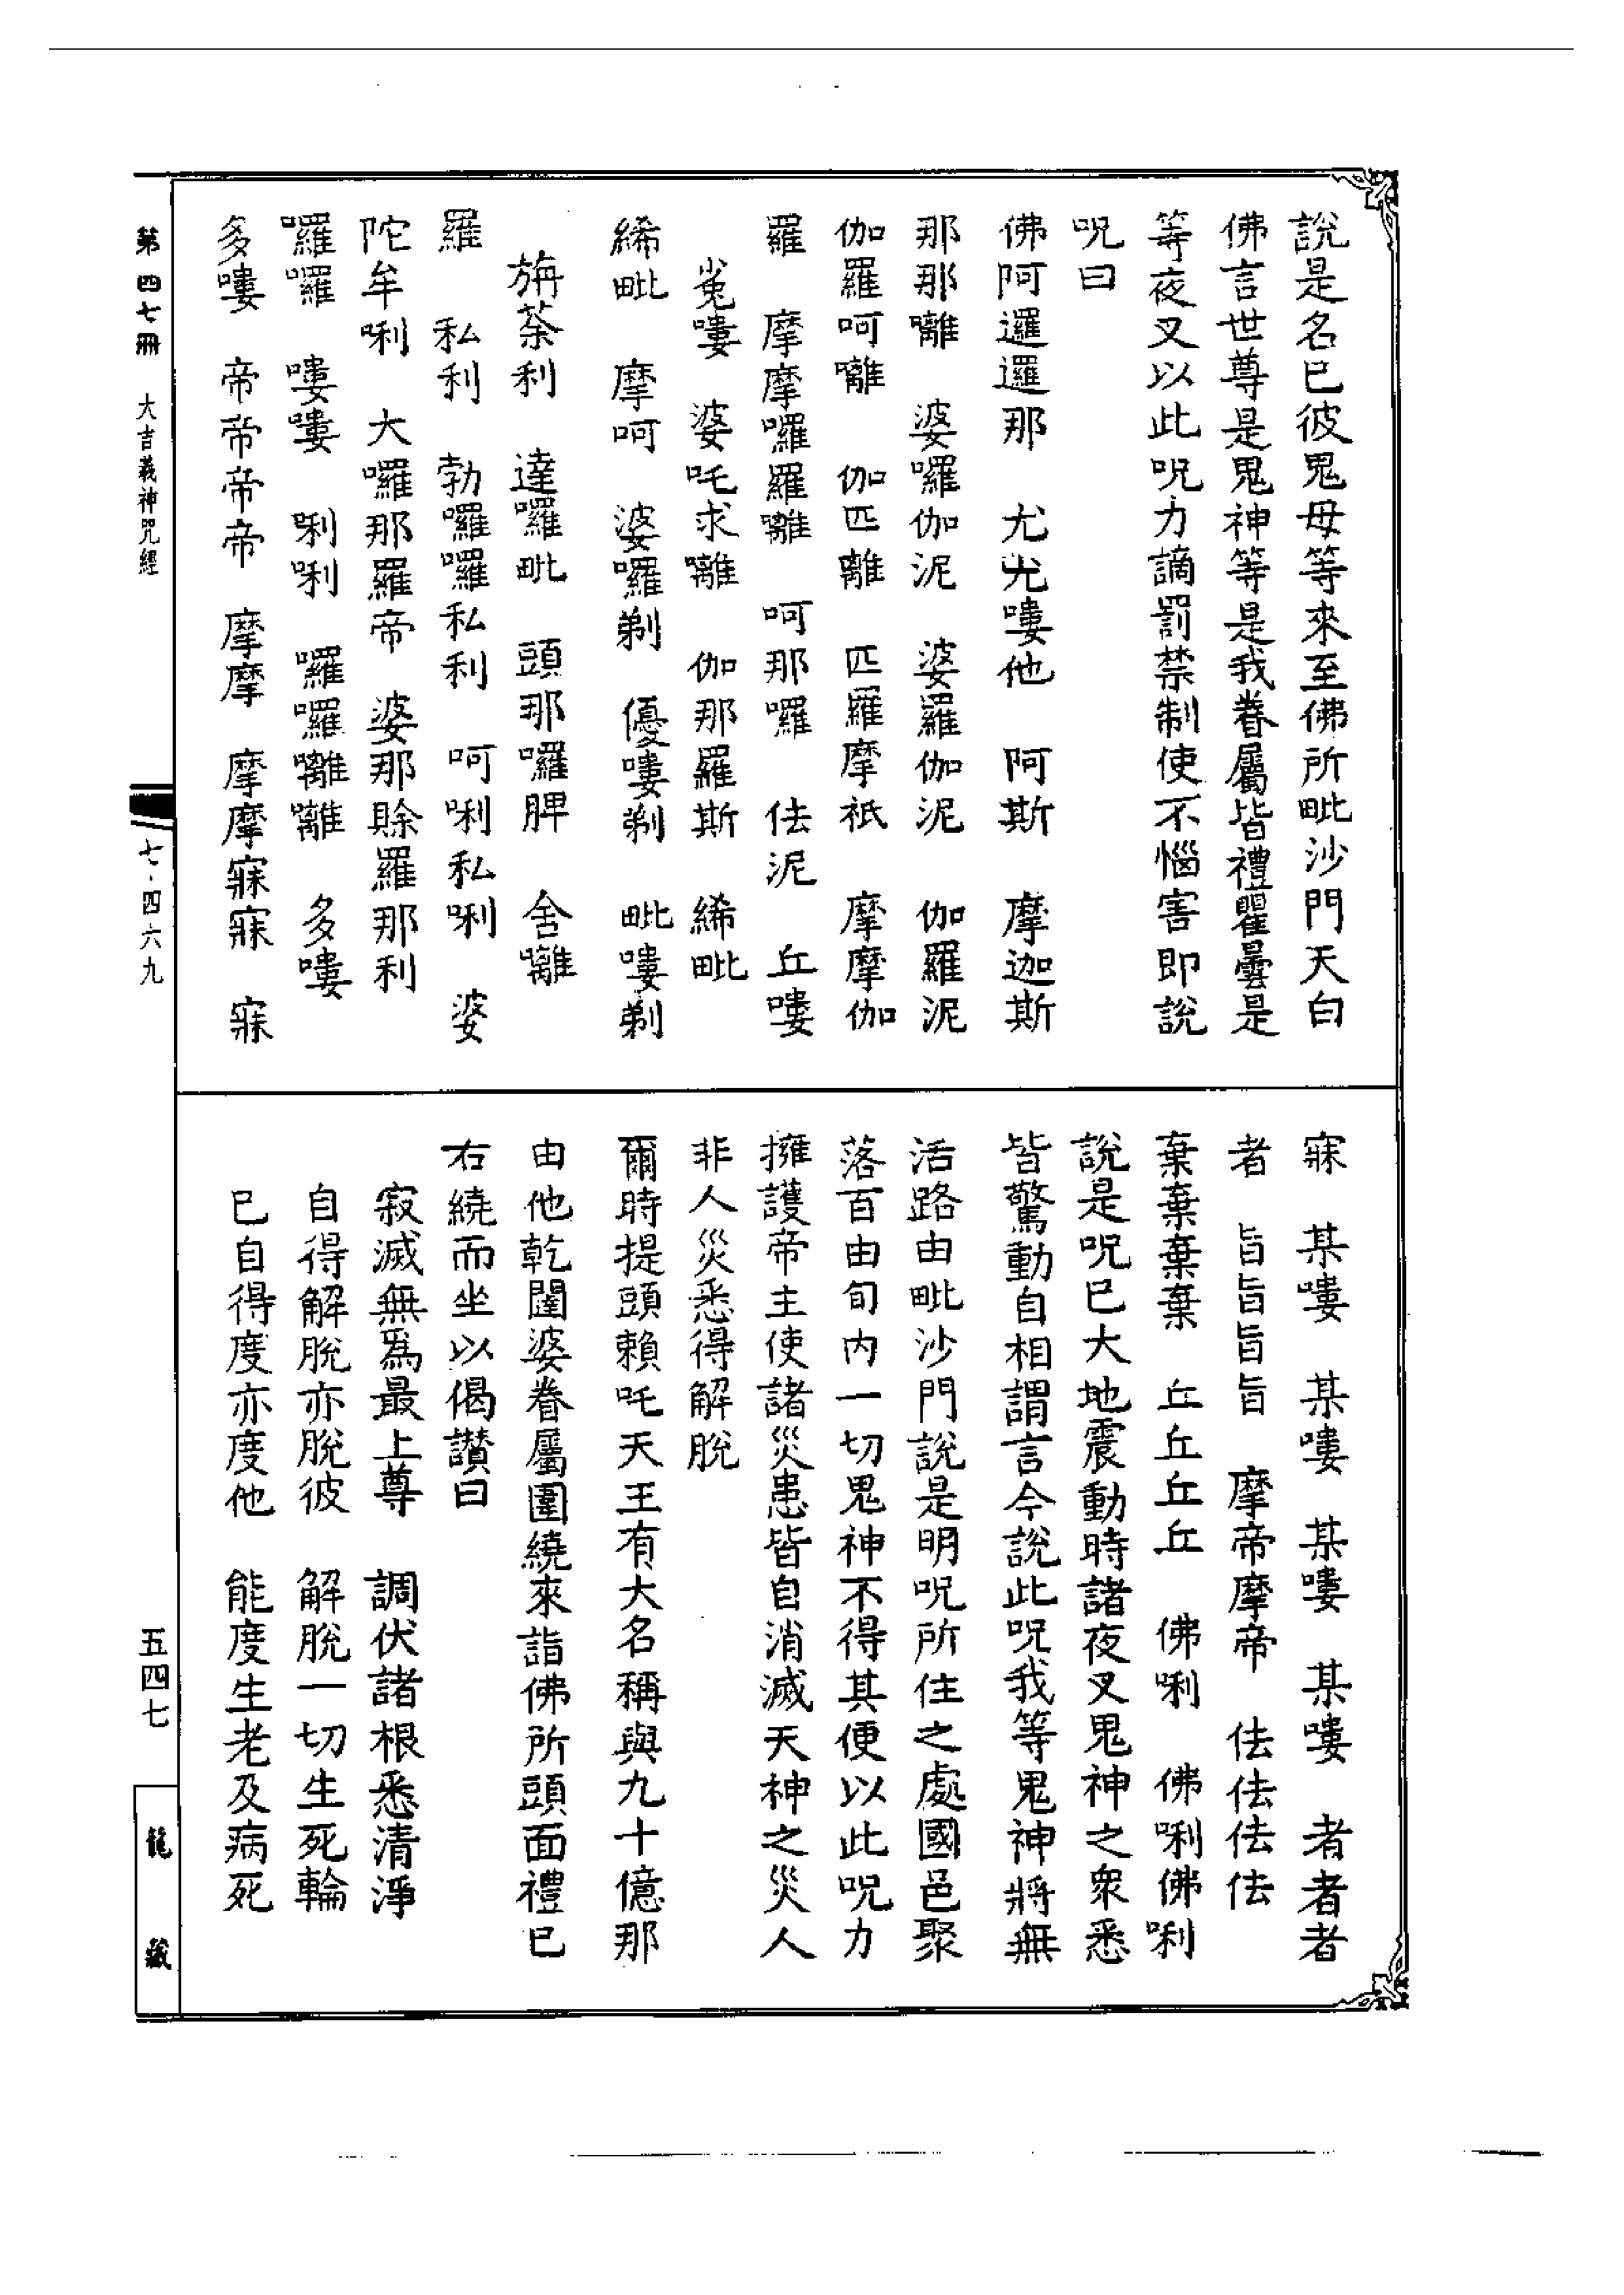 說是名已彼鬼母等來至佛所毗沙門天白
佛言世尊是鬼神等是我眷屬皆禮瞿曇是
等夜叉以此呪力謫罰禁制使不惱害即說
呪曰
佛阿邏邏那　尤尤嘍他　阿斯　摩迦斯
那那囄　婆囉伽泥　婆羅伽泥　伽羅泥
伽羅呵囄　伽匹離　匹羅摩祇　摩摩伽
羅　摩摩囉羅囄　呵那囉　佉泥　丘嘍
嘍　婆吒求囄　伽那羅斯　絺毗
絺毗　摩呵　婆囉剃　優嘍剃　毗嘍剃
旃荼利　達囉毗　頭那囉脾　舍囄
羅　私利　勃囉囉私利　呵唎私唎　婆
陀牟唎　大囉那羅帝　婆那賒羅那利
囉囉　嘍嘍　唎唎　囉囉囄囄　多嘍
多嘍　帝帝帝帝　摩摩　摩摩寐寐　寐
寐　某嘍　某嘍　某嘍　某嘍　者者者
者　旨旨旨旨　摩帝摩帝　佉佉佉佉
棄棄棄棄　丘丘丘丘　佛唎　佛唎佛唎
說是呪已大地震動時諸夜叉鬼神之衆悉
皆驚動自相謂言今說此呪我等鬼神將無
活路由毗沙門說是明呪所住之處國邑聚
落百由旬内一切鬼神不得其便以此呪力
擁護帝主使諸災患皆自消滅天神之災人
非人災悉得解脫
爾時提頭賴吒天王有大名稱與九十億那
由他乾闥婆眷屬圍繞來詣佛所頭面禮已
右繞而坐以偈讚曰
寂滅無為最上尊　調伏諸根悉清淨
自得解脫亦脫彼　解脫一切生死輪
已自得度亦度他　能度生老及病死
第四七冊　大吉義神咒經
七·四六九
五四七
龍藏